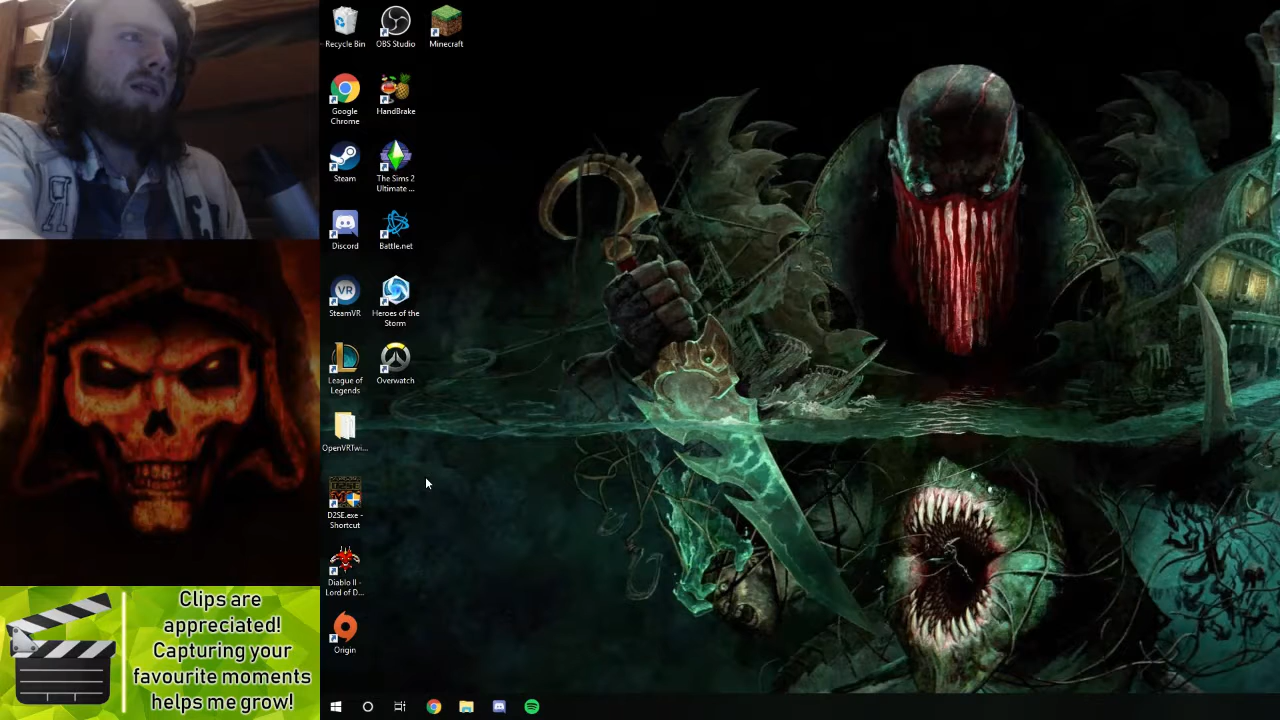 Recycle Bin
OBS Studio
Minecraft
Google
Chrome
HandBrake
Steam
The Sims 2
Ultimate ...
Discord
Battle.net
VR
SteamVR
Heroes of the
Storm
League of
Legends
Overwatch
OpenVRTwi...
D2SE.exe -
Shortcut
Diablo II -
Lord of D...
Origin
Clips are
appreciated!
Capturing your
favourite moments
helps me grow!